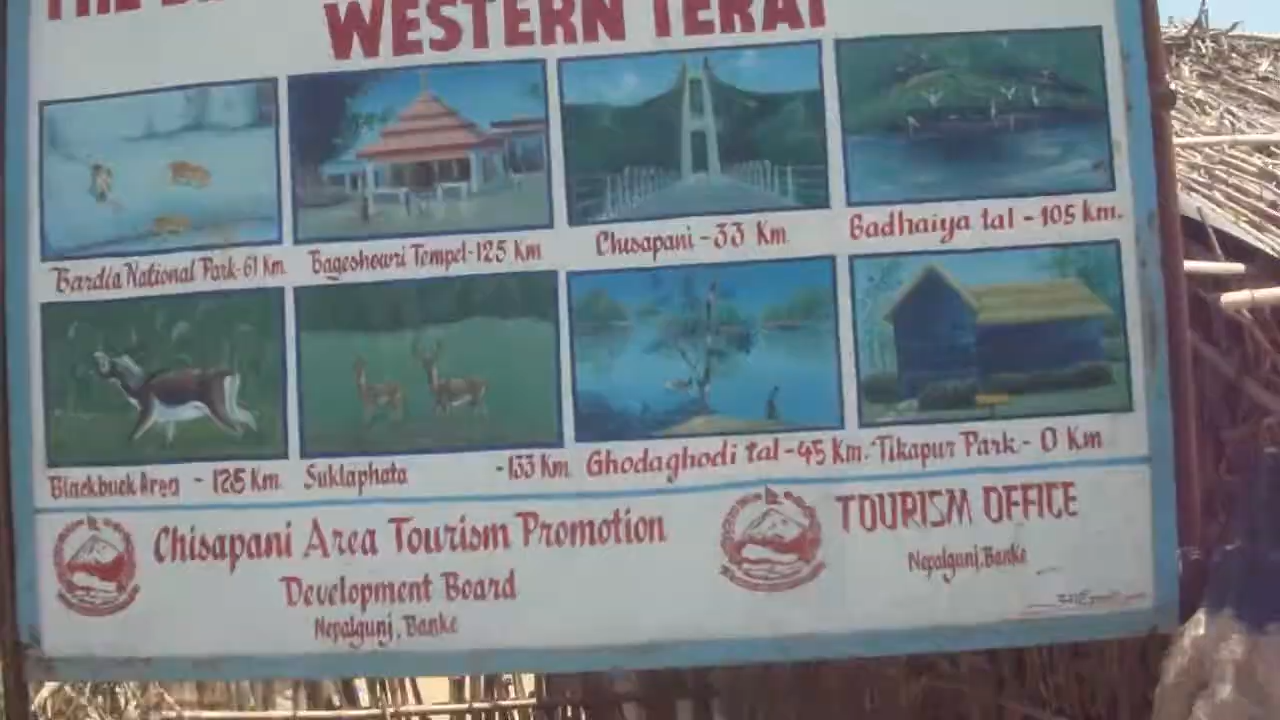 THE
WESTERN TERAI
Bardia National Park-61 Km
Bageshowri Tempel-125 Km
Chisapani - 33 Km
Badhaiya tal - 105 km.
Blackbuck Area - 125 Km
Suklaphata -133 Km
Ghodaghodi tal - 45 Km.
Tikapur Park - 0 Km
Chisapani Area Tourism Promotion
Development Board
Nepalgunj, Banke
TOURISM OFFICE
Nepalgunj, Banke